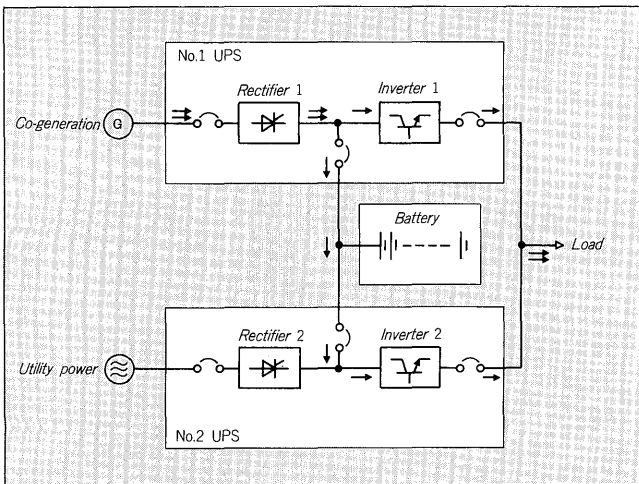 No.1 UPS
Rectifier 1
Inverter 1
Co-generation
G
Battery
Load
Rectifier 2
Inverter 2
Utility power
No.2 UPS